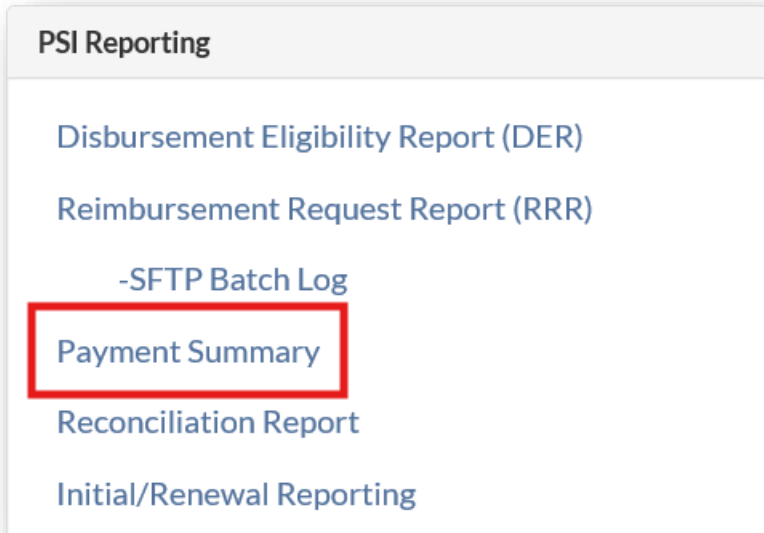 PSI Reporting
Disbursement Eligibility Report (DER)
Reimbursement Request Report (RRR)
-SFTP Batch Log
Payment Summary
Reconciliation Report
Initial/Renewal Reporting